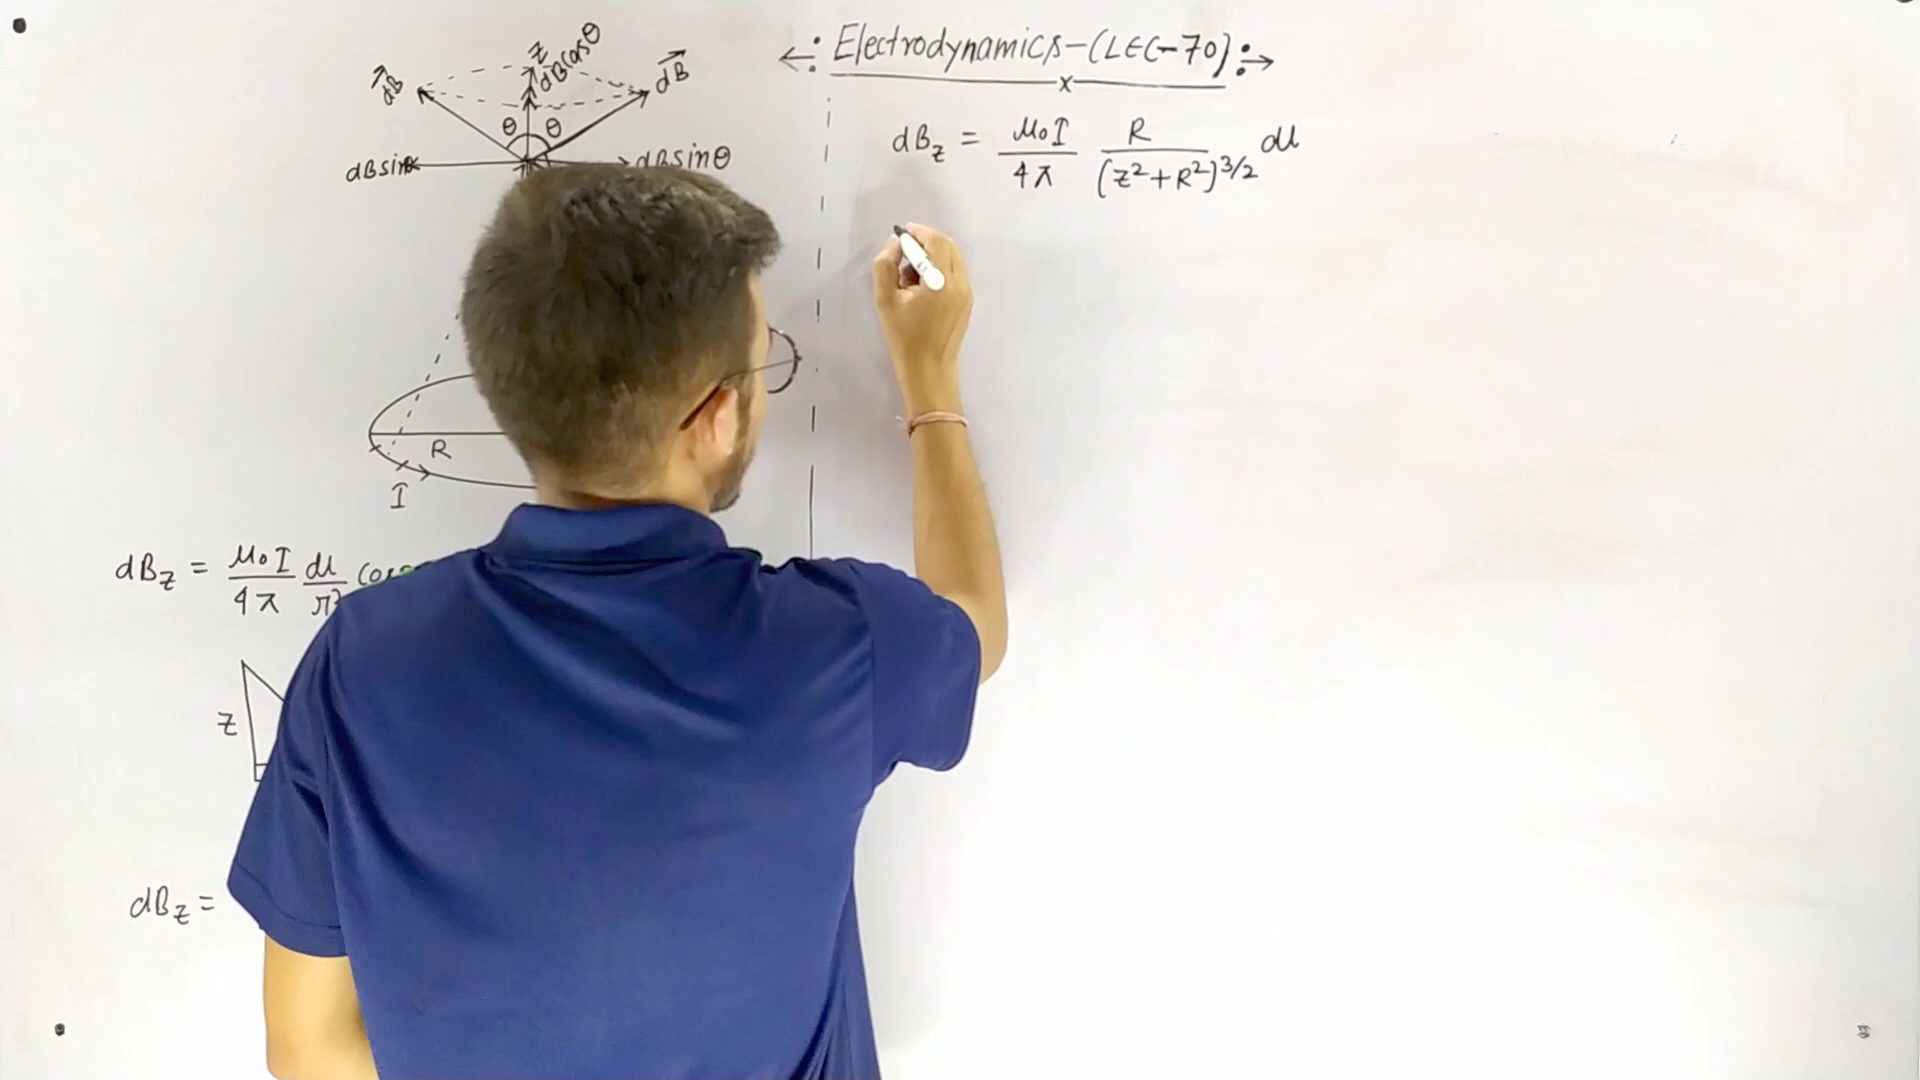 ←: Electrodynamics-(LEC-70) :→
x
z
dBcosθ
dB⃗
dB⃗
θ θ
dBsinθ
dBsinθ
R
I
dB_z = μ₀I/4π dl/r²
z
dB_z =
dB_z = μ₀I/4π R/(z²+R²)^3/2 dl